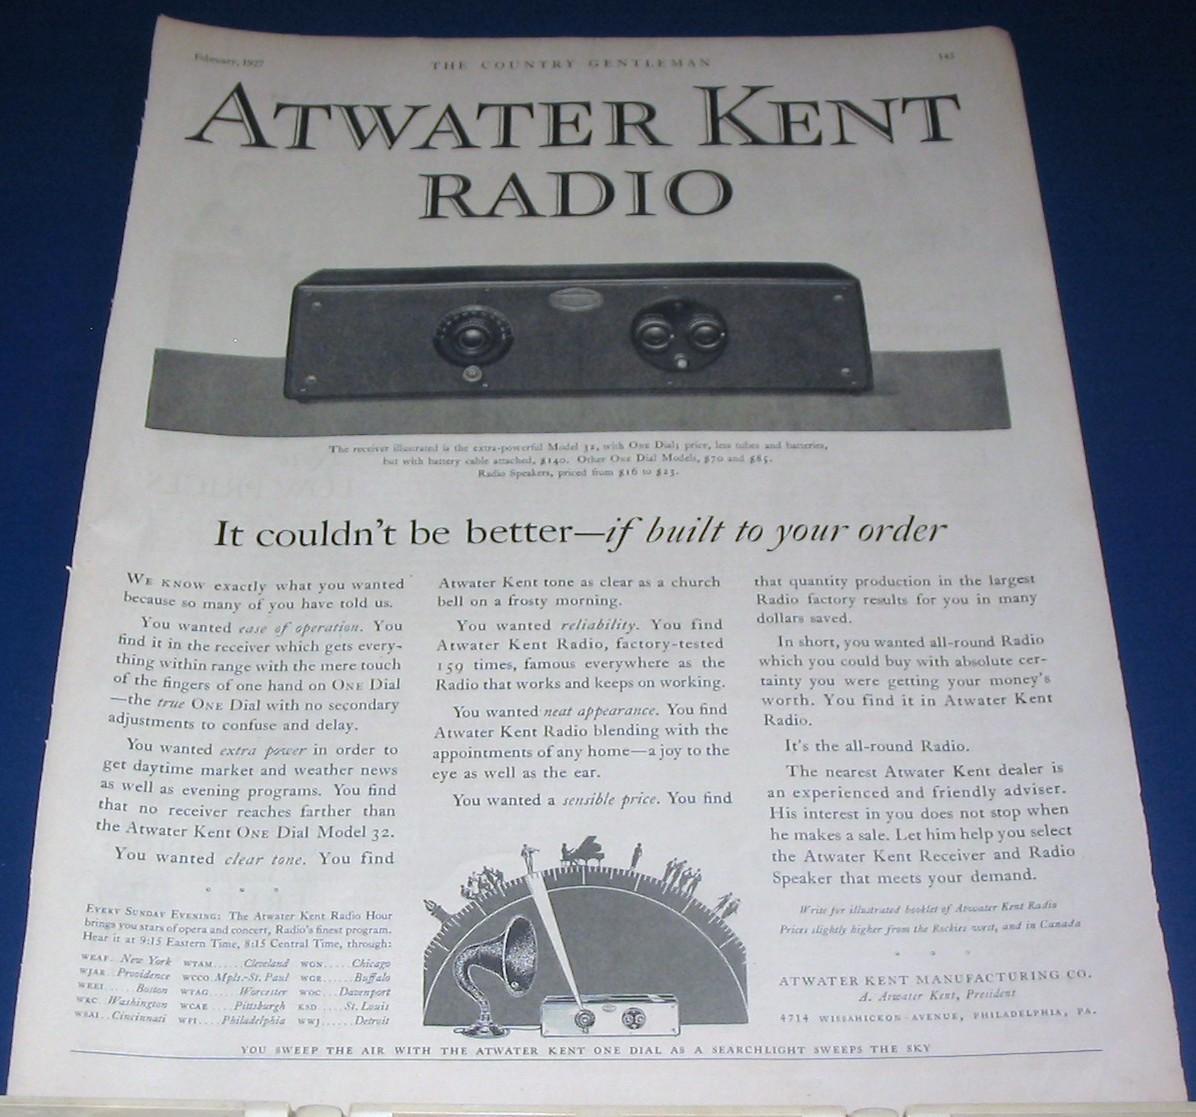 February, 1927
THE COUNTRY GENTLEMAN
145
ATWATER KENT
RADIO
The receiver illustrated is the extra-powerful Model 32, with ONE Dial; price, less tubes and batteries,
but with battery cable attached, $140. Other ONE Dial Models, $70 and $85.
Radio Speakers, priced from $16 to $23.
It couldn't be better—if built to your order
WE KNOW exactly what you wanted
because so many of you have told us.
You wanted ease of operation. You
find it in the receiver which gets every-
thing within range with the mere touch
of the fingers of one hand on ONE Dial
—the true ONE Dial with no secondary
adjustments to confuse and delay.
You wanted extra power in order to
get daytime market and weather news
as well as evening programs. You find
that no receiver reaches farther than
the Atwater Kent ONE Dial Model 32.
You wanted clear tone. You find
Atwater Kent tone as clear as a church
bell on a frosty morning.
You wanted reliability. You find
Atwater Kent Radio, factory-tested
159 times, famous everywhere as the
Radio that works and keeps on working.
You wanted neat appearance. You find
Atwater Kent Radio blending with the
appointments of any home—a joy to the
eye as well as the ear.
You wanted a sensible price. You find
that quantity production in the largest
Radio factory results for you in many
dollars saved.
In short, you wanted all-round Radio
which you could buy with absolute cer-
tainty you were getting your money's
worth. You find it in Atwater Kent
Radio.
It's the all-round Radio.
The nearest Atwater Kent dealer is
an experienced and friendly adviser.
His interest in you does not stop when
he makes a sale. Let him help you select
the Atwater Kent Receiver and Radio
Speaker that meets your demand.
EVERY SUNDAY EVENING: The Atwater Kent Radio Hour
brings you stars of opera and concert, Radio's finest program.
Hear it at 9:15 Eastern Time, 8:15 Central Time, through:
WEAF...New York WTAM......Cleveland WGN......Chicago
WJAR...Providence WCCO Mpls.-St. Paul WGR......Buffalo
WEEI......Boston WTAG......Worcester WOC...Davenport
WRC...Washington WCAE......Pittsburgh KSD......St. Louis
WSAI...Cincinnati WFI....Philadelphia WWJ......Detroit
Write for illustrated booklet of Atwater Kent Radio
Prices slightly higher from the Rockies west, and in Canada
ATWATER KENT MANUFACTURING CO.
A. Atwater Kent, President
4714 WISSAHICKON AVENUE, PHILADELPHIA, PA.
YOU SWEEP THE AIR WITH THE ATWATER KENT ONE DIAL AS A SEARCHLIGHT SWEEPS THE SKY